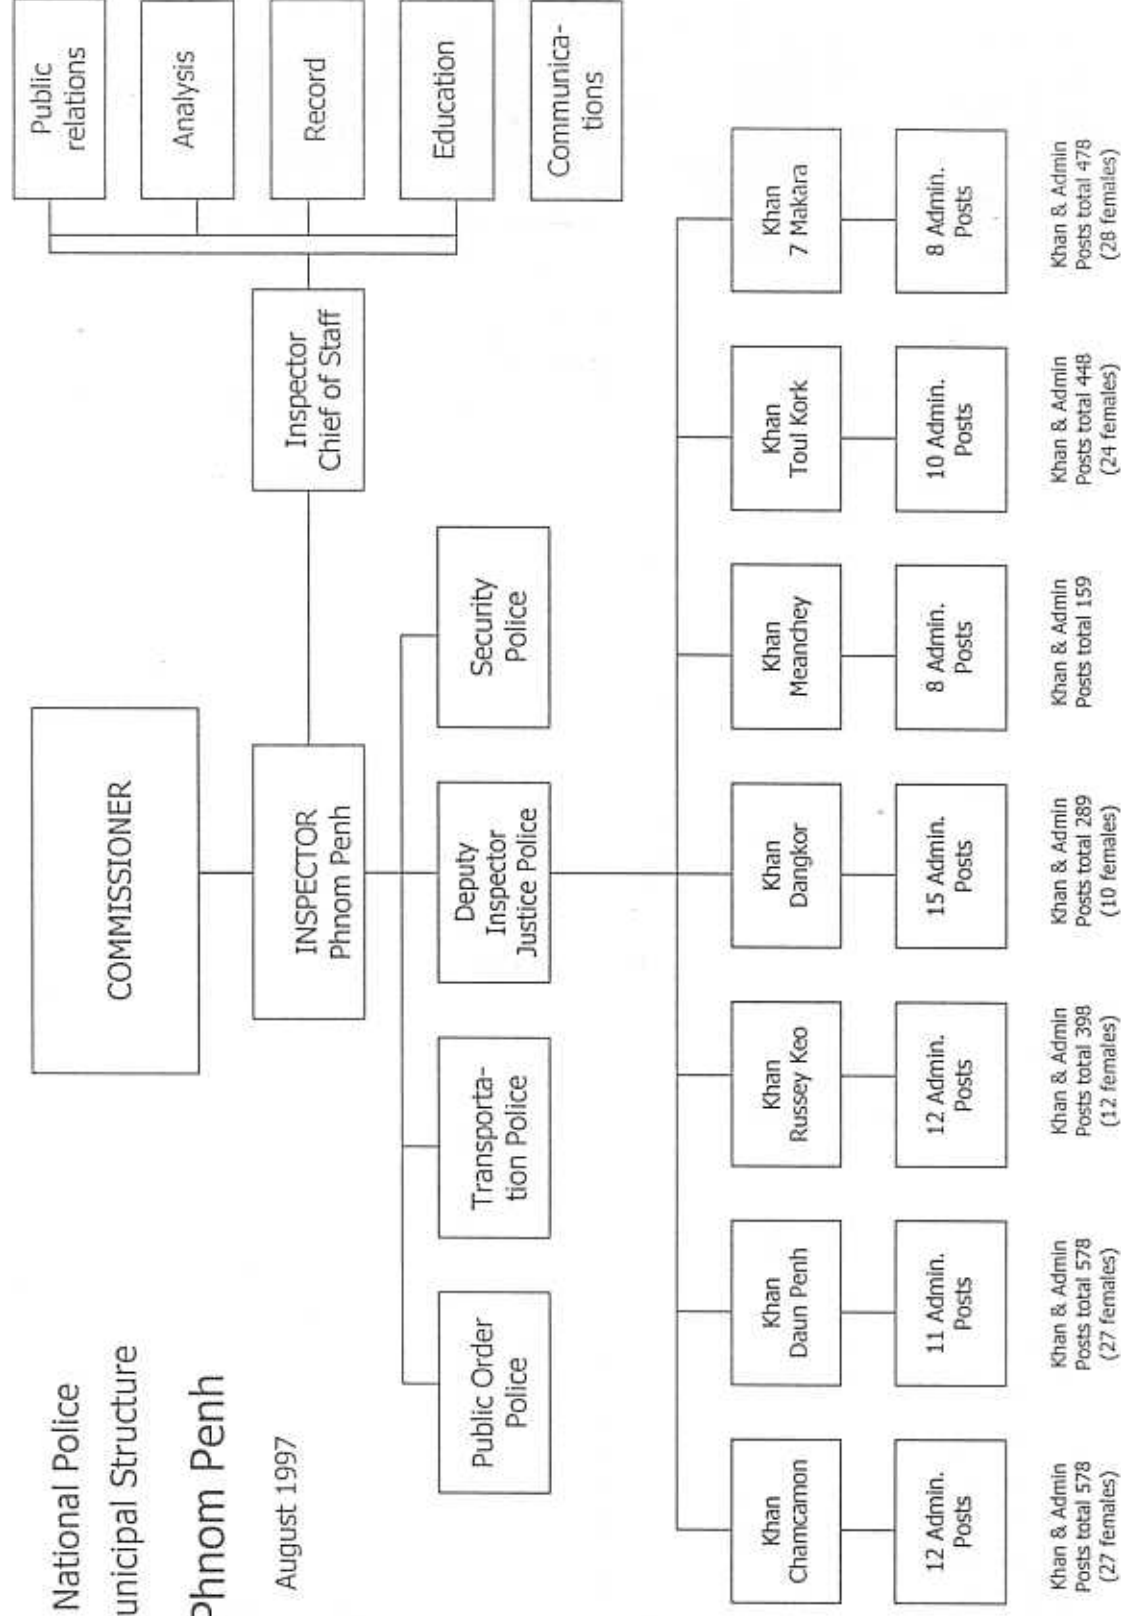 National Police
unicipal Structure
Phnom Penh
August 1997
COMMISSIONER
INSPECTOR
Phnom Penh
Inspector
Chief of Staff
Public
relations
Analysis
Record
Education
Communica-
tions
Public Order
Police
Transporta-
tion Police
Deputy
Inspector
Justice Police
Security
Police
Khan
Chamcamon
Khan
Daun Penh
Khan
Russey Keo
Khan
Dangkor
Khan
Meanchey
Khan
Toul Kork
Khan
7 Makara
12 Admin.
Posts
11 Admin.
Posts
12 Admin.
Posts
15 Admin.
Posts
8 Admin.
Posts
10 Admin.
Posts
8 Admin.
Posts
Khan & Admin
Posts total 578
(27 females)
Khan & Admin
Posts total 578
(27 females)
Khan & Admin
Posts total 398
(12 females)
Khan & Admin
Posts total 289
(10 females)
Khan & Admin
Posts total 159
Khan & Admin
Posts total 448
(24 females)
Khan & Admin
Posts total 478
(28 females)